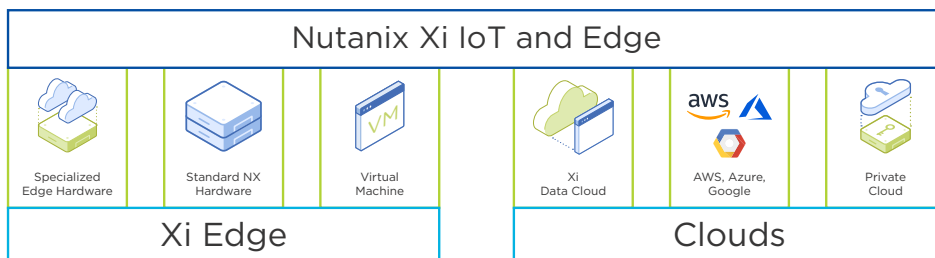 Nutanix Xi IoT and Edge
Specialized
Edge Hardware
Standard NX
Hardware
VM
Virtual
Machine
Xi
Data Cloud
aws
AWS, Azure,
Google
Private
Cloud
Xi Edge
Clouds